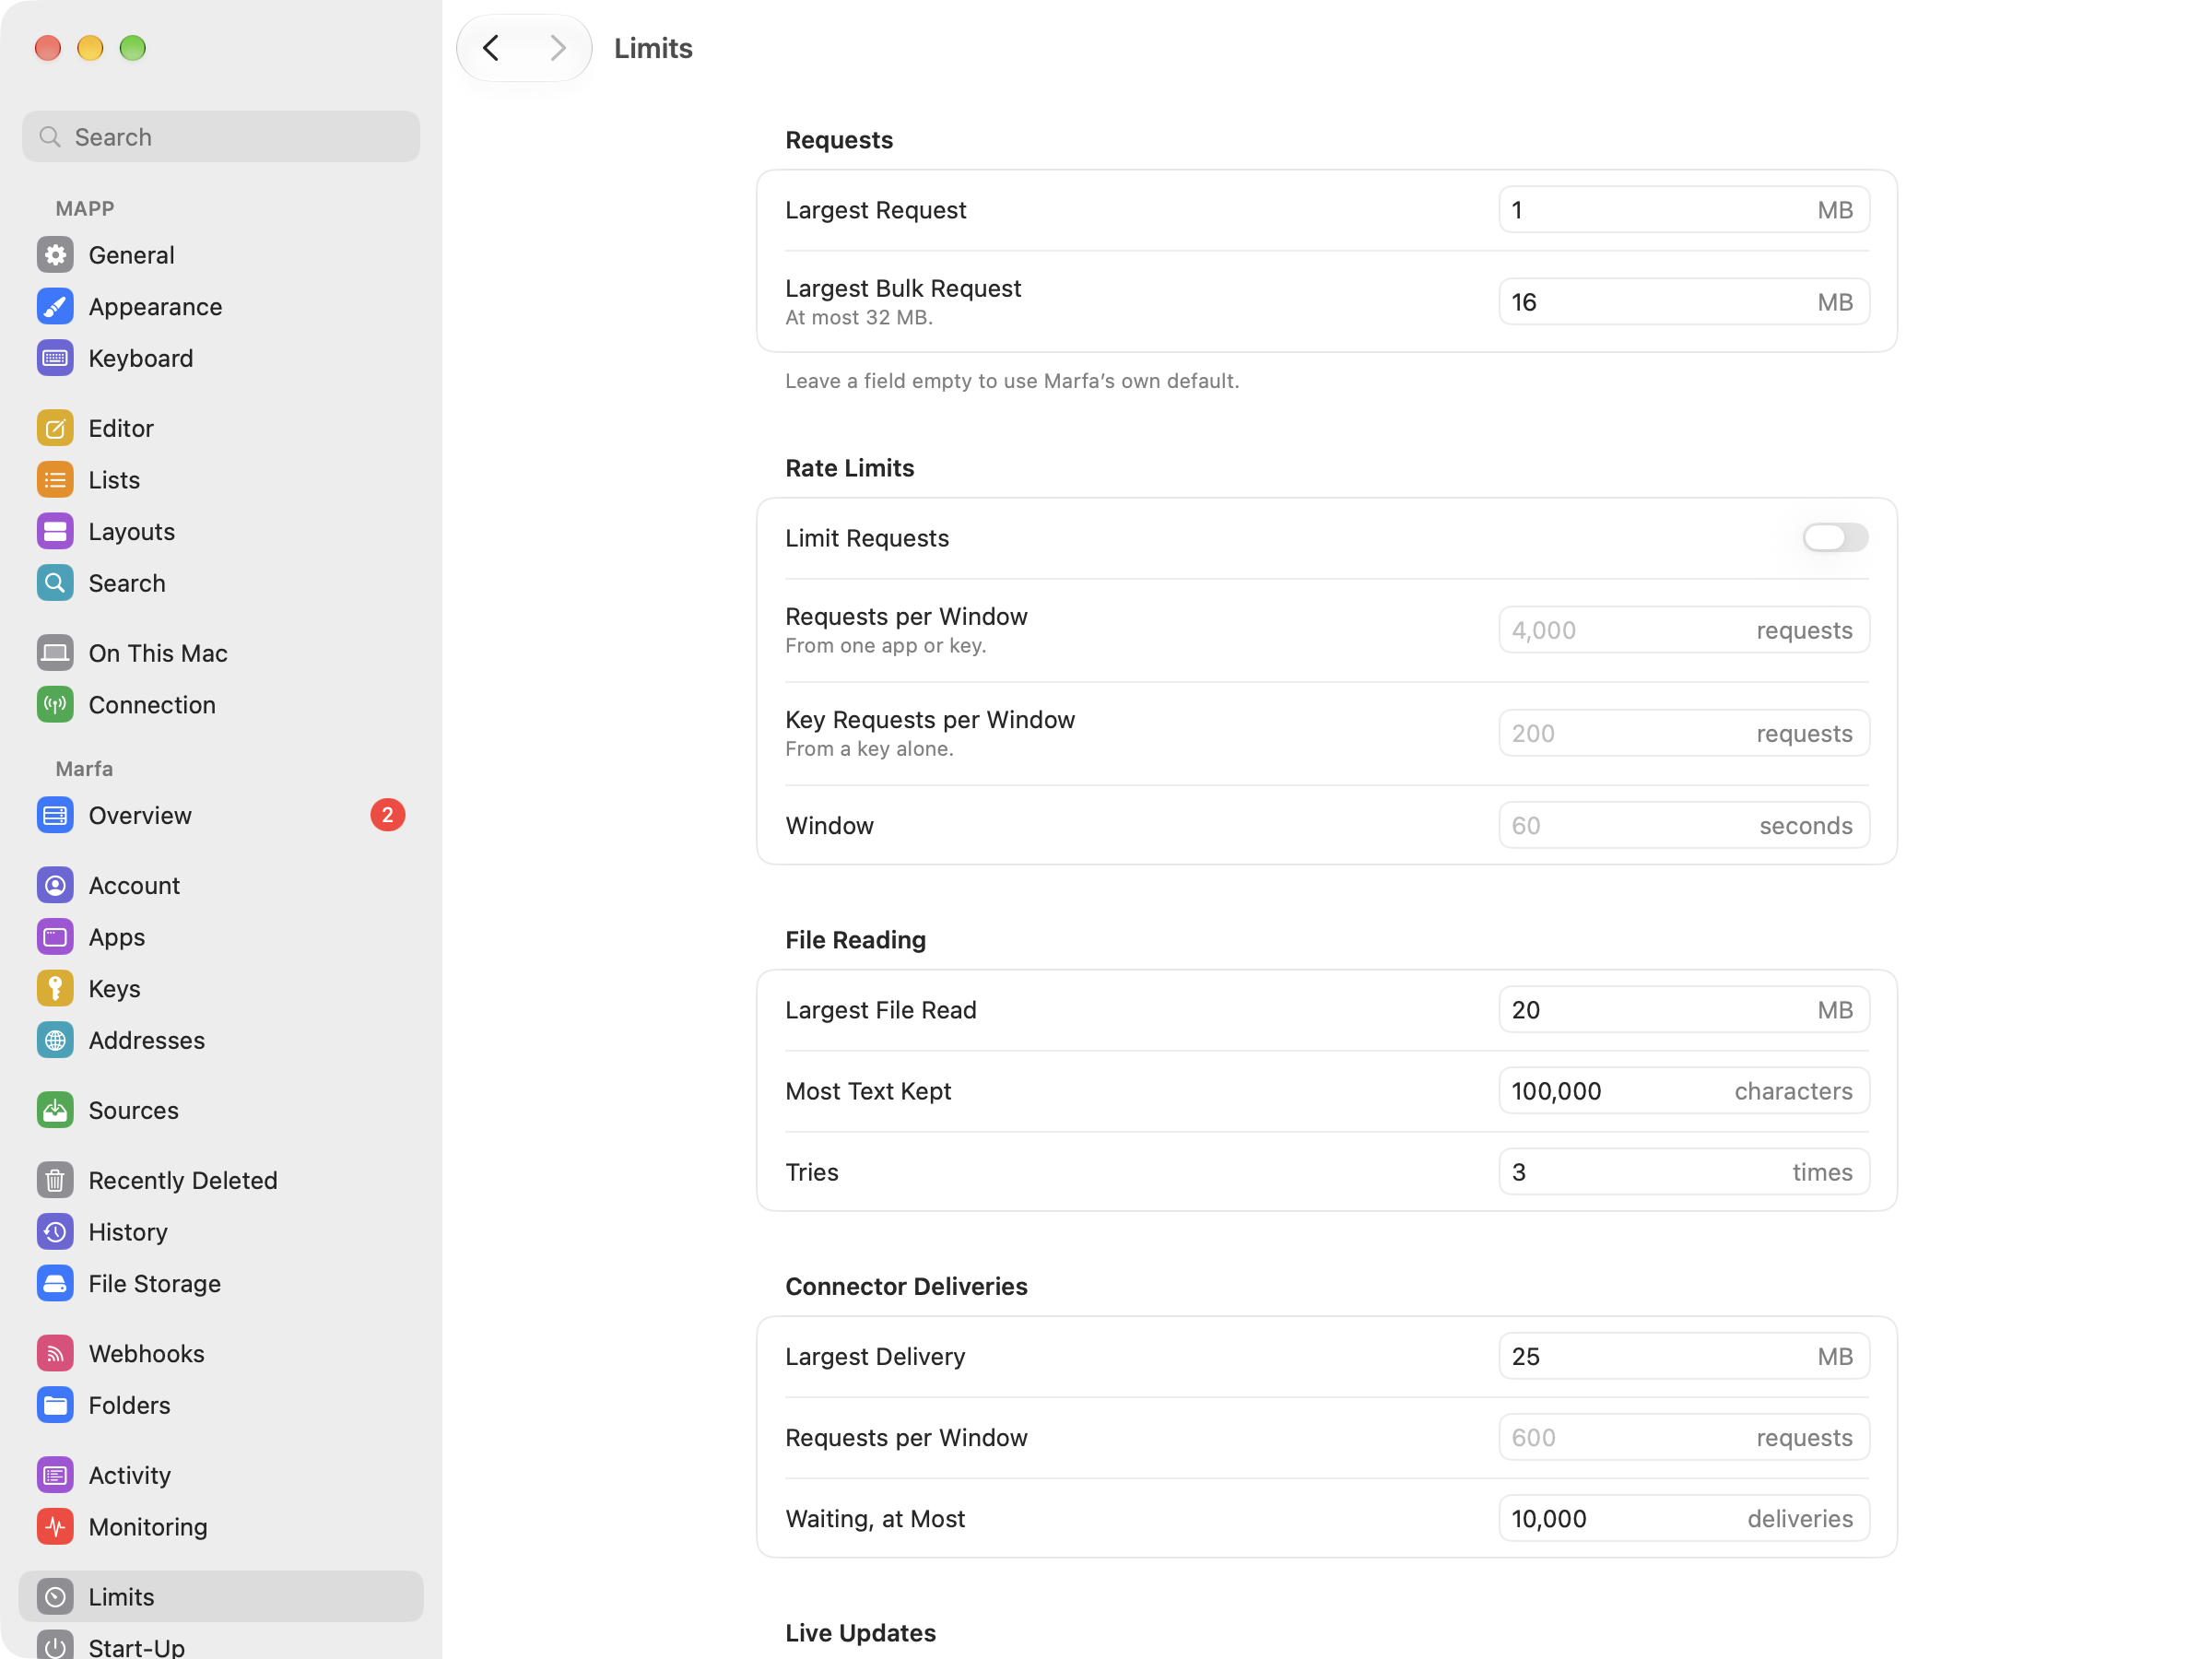 Limits
Search
MAPP
General
Appearance
Keyboard
Editor
Lists
Layouts
Search
On This Mac
Connection
Marfa
Overview
2
Account
Apps
Keys
Addresses
Sources
Recently Deleted
History
File Storage
Webhooks
Folders
Activity
Monitoring
Limits
Start-Up
Requests
Largest Request
1 MB
Largest Bulk Request
At most 32 MB.
16 MB
Leave a field empty to use Marfa’s own default.
Rate Limits
Limit Requests
Requests per Window
From one app or key.
4,000 requests
Key Requests per Window
From a key alone.
200 requests
Window
60 seconds
File Reading
Largest File Read
20 MB
Most Text Kept
100,000 characters
Tries
3 times
Connector Deliveries
Largest Delivery
25 MB
Requests per Window
600 requests
Waiting, at Most
10,000 deliveries
Live Updates